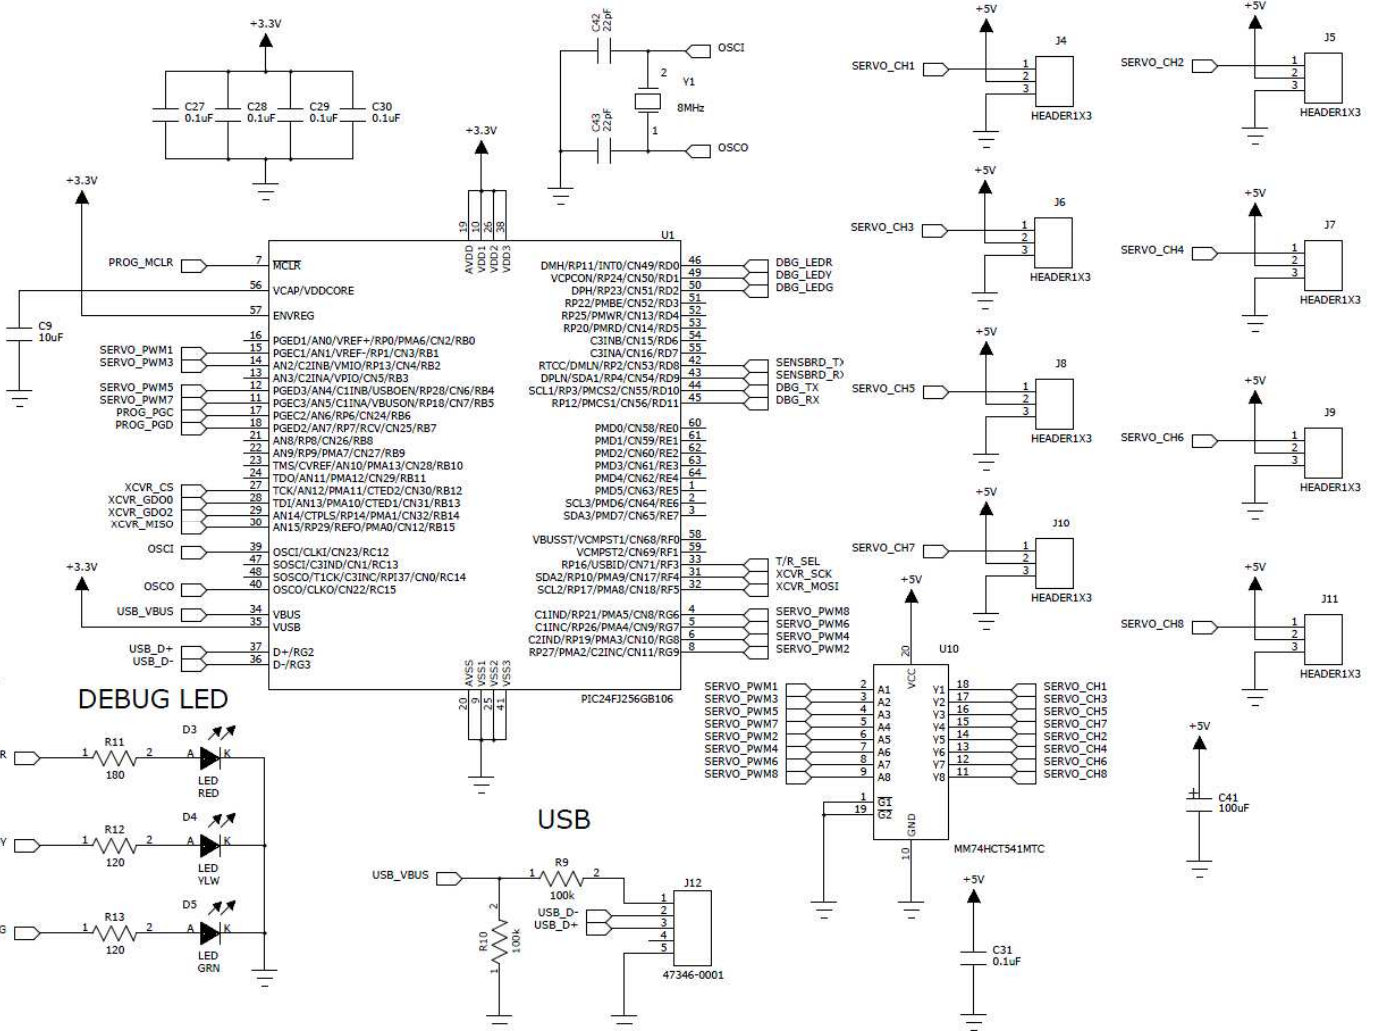 +3.3V
C27
0.1uF
C28
0.1uF
C29
0.1uF
C30
0.1uF
C42
22pF
OSCI
2
Y1
8MHz
1
C43
22pF
OSCO
+3.3V
+3.3V
19
10
26
38
AVDD
VDD1
VDD2
VDD3
U1
PROG_MCLR
7
MCLR
56
VCAP/VDDCORE
57
ENVREG
C9
10uF
16
PGED1/AN0/VREF+/RP0/PMA6/CN2/RB0
SERVO_PWM1
15
PGEC1/AN1/VREF-/RP1/CN3/RB1
SERVO_PWM3
14
AN2/C2INB/VMIO/RP13/CN4/RB2
13
AN3/C2INA/VPIO/CN5/RB3
SERVO_PWM5
12
PGED3/AN4/C1INB/USBOEN/RP28/CN6/RB4
SERVO_PWM7
11
PGEC3/AN5/C1INA/VBUSON/RP18/CN7/RB5
PROG_PGC
17
PGEC2/AN6/RP6/CN24/RB6
PROG_PGD
18
PGED2/AN7/RP7/RCV/CN25/RB7
21
AN8/RP8/CN26/RB8
22
AN9/RP9/PMA7/CN27/RB9
23
TMS/CVREF/AN10/PMA13/CN28/RB10
24
TDO/AN11/PMA12/CN29/RB11
XCVR_CS
27
TCK/AN12/PMA11/CTED2/CN30/RB12
XCVR_GDO0
28
TDI/AN13/PMA10/CTED1/CN31/RB13
XCVR_GDO2
29
AN14/CTPLS/RP14/PMA1/CN32/RB14
XCVR_MISO
30
AN15/RP29/REFO/PMA0/CN12/RB15
OSCI
39
OSCI/CLKI/CN23/RC12
47
SOSCI/C3IND/CN1/RC13
+3.3V
48
SOSCO/T1CK/C3INC/RPI37/CN0/RC14
OSCO
40
OSCO/CLKO/CN22/RC15
USB_VBUS
34
VBUS
35
VUSB
USB_D+
37
D+/RG2
USB_D-
36
D-/RG3
DMH/RP11/INT0/CN49/RD0
46
DBG_LEDR
VCPCON/RP24/CN50/RD1
49
DBG_LEDY
DPH/RP23/CN51/RD2
50
DBG_LEDG
RP22/PMBE/CN52/RD3
51
RP25/PMWR/CN13/RD4
52
RP20/PMRD/CN14/RD5
53
C3INB/CN15/RD6
54
C3INA/CN16/RD7
55
RTCC/DMLN/RP2/CN53/RD8
42
SENSBRD_TX
DPLN/SDA1/RP4/CN54/RD9
43
SENSBRD_RX
SCL1/RP3/PMCS2/CN55/RD10
44
DBG_TX
RP12/PMCS1/CN56/RD11
45
DBG_RX
PMD0/CN58/RE0
60
PMD1/CN59/RE1
61
PMD2/CN60/RE2
62
PMD3/CN61/RE3
63
PMD4/CN62/RE4
64
PMD5/CN63/RE5
1
SCL3/PMD6/CN64/RE6
2
SDA3/PMD7/CN65/RE7
3
VBUSST/VCMPST1/CN68/RF0
58
VCMPST2/CN69/RF1
59
RP16/USBID/CN71/RF3
33
T/R_SEL
SDA2/RP10/PMA9/CN17/RF4
31
XCVR_SCK
SCL2/RP17/PMA8/CN18/RF5
32
XCVR_MOSI
C1IND/RP21/PMA5/CN8/RG6
4
SERVO_PWM8
C1INC/RP26/PMA4/CN9/RG7
5
SERVO_PWM6
C2IND/RP19/PMA3/CN10/RG8
6
SERVO_PWM4
RP27/PMA2/C2INC/CN11/RG9
8
SERVO_PWM2
AVSS
VSS1
VSS2
VSS3
20
9
25
41
PIC24FJ256GB106
DEBUG LED
R
1
R11
2
180
D3
A
K
LED
RED
Y
1
R12
2
120
D4
A
K
LED
YLW
G
1
R13
2
120
D5
A
K
LED
GRN
USB
USB_VBUS
1
R9
2
100k
2
R10
100k
1
J12
1
USB_D-
2
USB_D+
3
4
5
47346-0001
+5V
J4
SERVO_CH1
1
2
3
HEADER1X3
+5V
J5
SERVO_CH2
1
2
3
HEADER1X3
+5V
J6
SERVO_CH3
1
2
3
HEADER1X3
+5V
J7
SERVO_CH4
1
2
3
HEADER1X3
+5V
J8
SERVO_CH5
1
2
3
HEADER1X3
+5V
J9
SERVO_CH6
1
2
3
HEADER1X3
+5V
J10
SERVO_CH7
1
2
3
HEADER1X3
+5V
J11
SERVO_CH8
1
2
3
HEADER1X3
+5V
20
U10
VCC
SERVO_PWM1
2
A1
Y1
18
SERVO_CH1
SERVO_PWM3
3
A2
Y2
17
SERVO_CH3
SERVO_PWM5
4
A3
Y3
16
SERVO_CH5
SERVO_PWM7
5
A4
Y4
15
SERVO_CH7
SERVO_PWM2
6
A5
Y5
14
SERVO_CH2
SERVO_PWM4
7
A6
Y6
13
SERVO_CH4
SERVO_PWM6
8
A7
Y7
12
SERVO_CH6
SERVO_PWM8
9
A8
Y8
11
SERVO_CH8
1
G1
19
G2
GND
10
MM74HCT541MTC
+5V
C31
0.1uF
+5V
+
C41
100uF